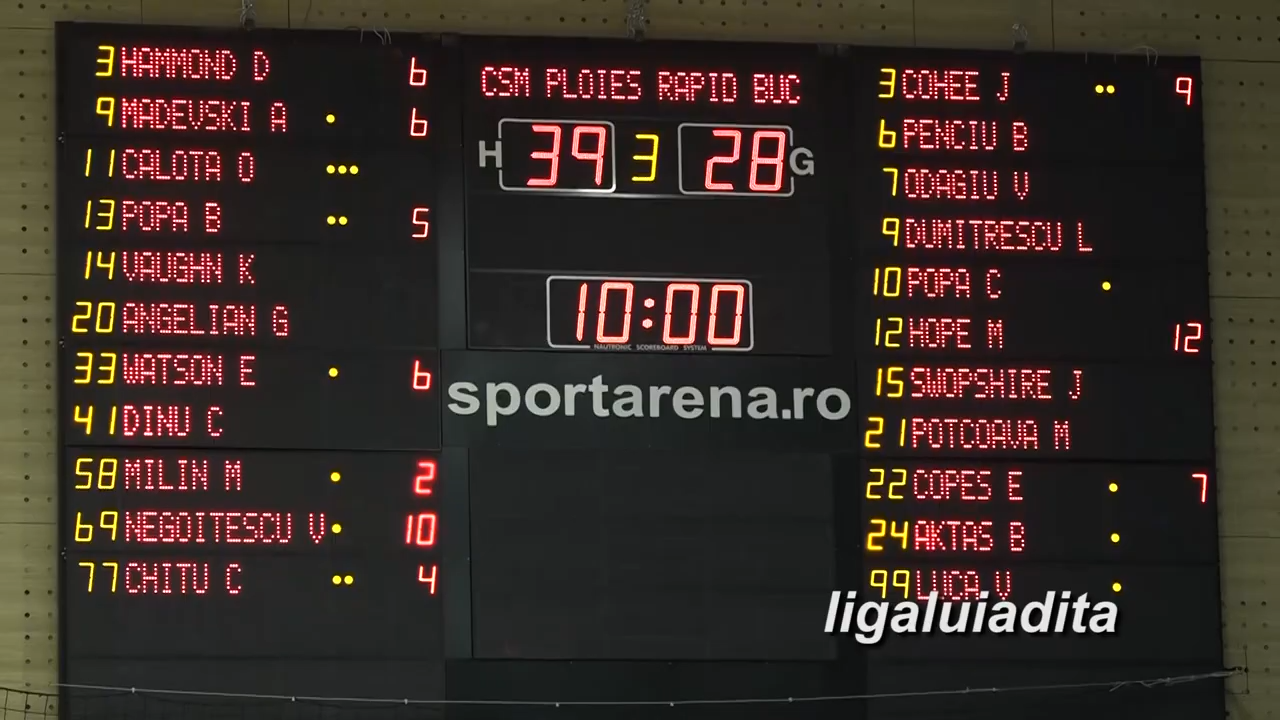 3 HAMMOND D 6
9 MADEVSKI A • 6
11 CALOTA O •••
13 POPA B •• 5
14 VAUGHN K
20 ANGELIAN G
33 WATSON E • 6
41 DINU C
58 MILIN M • 2
69 NEGOITESCU V • 10
77 CHITU C •• 4
CSM PLOIES RAPID BUC
H 39 3 28 G
10:00
NAUTRONIC SCOREBOARD SYSTEM
sportarena.ro
3 COHEE J •• 9
6 PENCIU B
7 ODAGIU V
9 DUMITRESCU L
10 POPA C •
12 HOPE M 12
15 SWOPSHIRE J
21 POTCOAVA M
22 COPES E • 7
24 AKTAS B •
99 LUCA V •
ligaluiadita